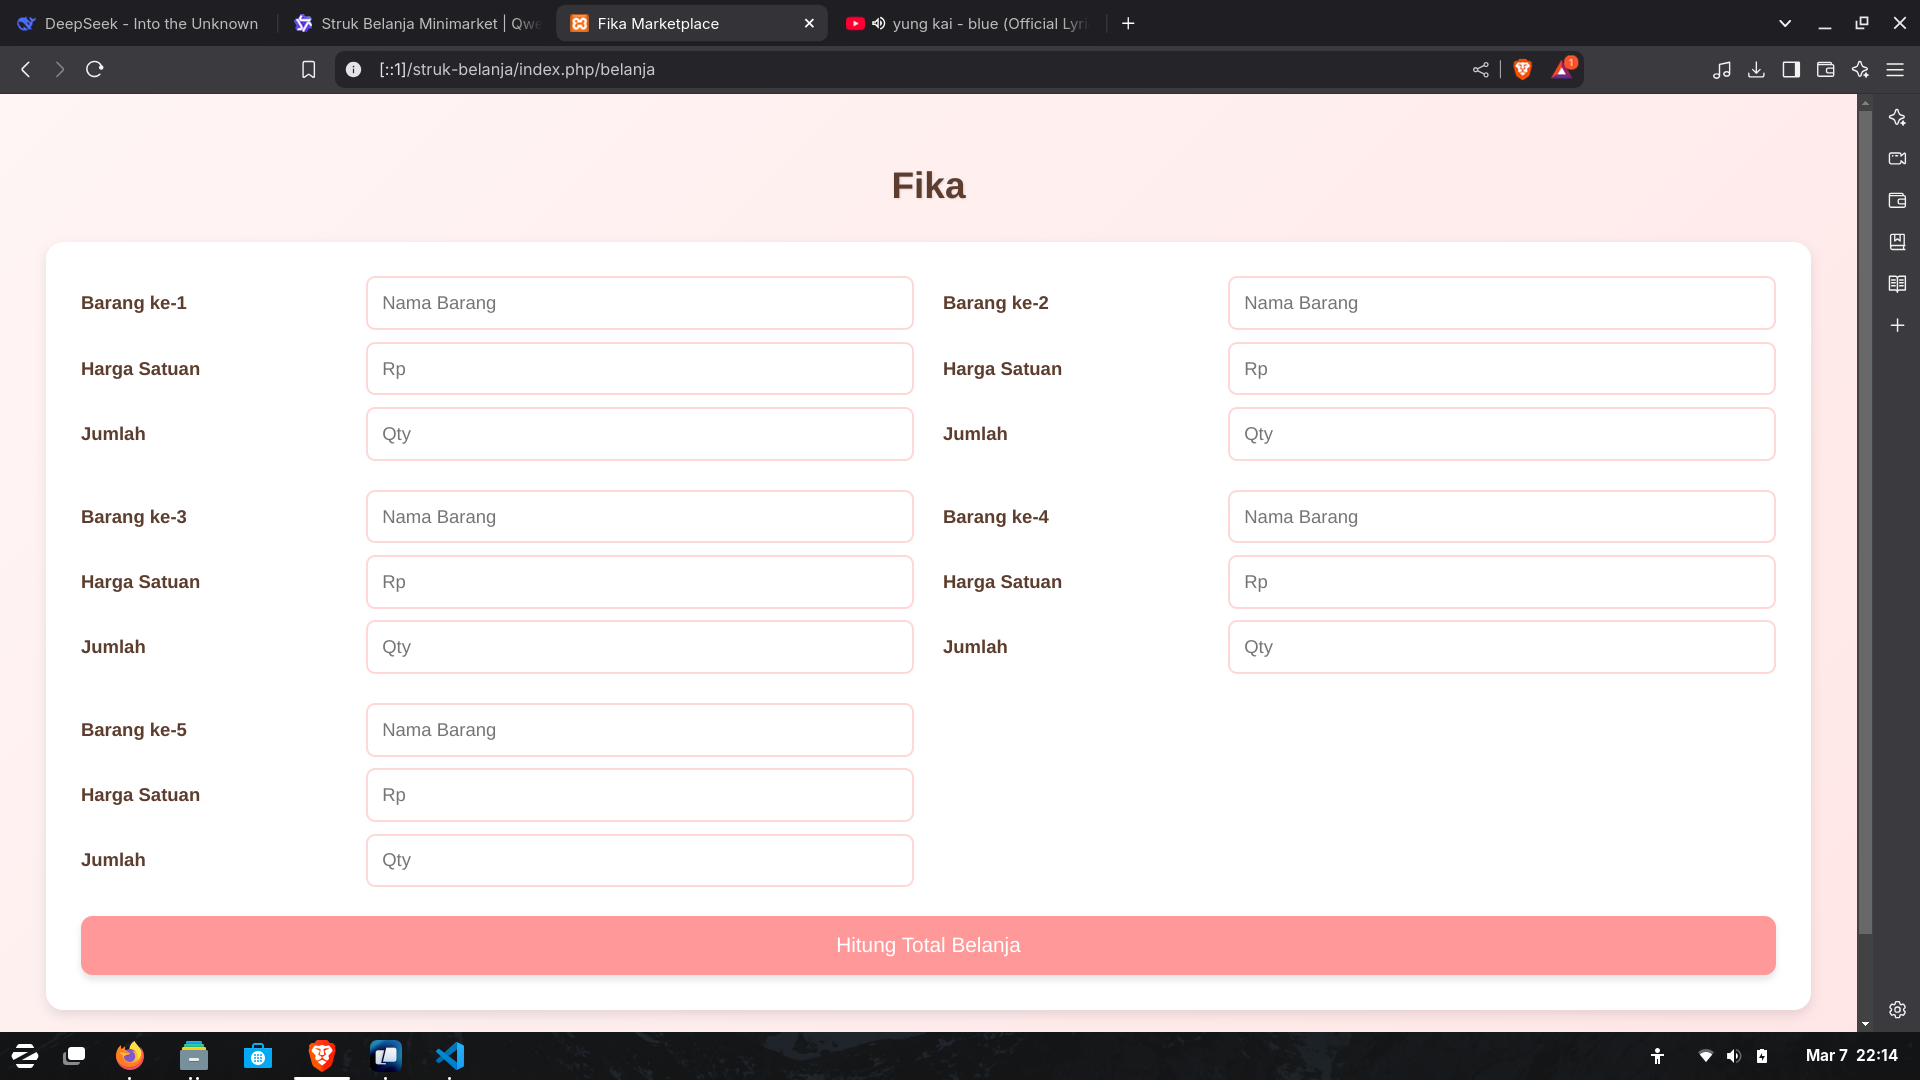 DeepSeek - Into the Unknown
Struk Belanja Minimarket | Qwe
Fika Marketplace
yung kai - blue (Official Lyri
[::1]/struk-belanja/index.php/belanja
1
Fika
Barang ke-1
Nama Barang
Barang ke-2
Nama Barang
Harga Satuan
Rp
Harga Satuan
Rp
Jumlah
Qty
Jumlah
Qty
Barang ke-3
Nama Barang
Barang ke-4
Nama Barang
Harga Satuan
Rp
Harga Satuan
Rp
Jumlah
Qty
Jumlah
Qty
Barang ke-5
Nama Barang
Harga Satuan
Rp
Jumlah
Qty
Hitung Total Belanja
Mar 7 22:14